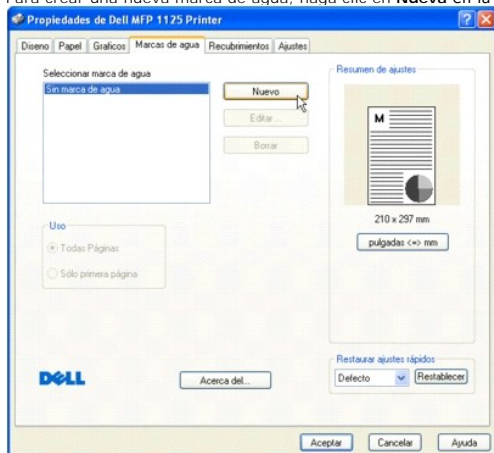 Para crear una nueva marca de agua, haga clic en Nueva en la
Propiedades de Dell MFP 1125 Printer
Diseno Papel Graficos Marcas de agua Recubrimientos Ajustes
Seleccionar marca de agua
Sin marca de agua
Nuevo
Editar...
Borrar
Uso
Todas Páginas
Sólo primera página
Resumen de ajustes
M
210 x 297 mm
pulgadas <=> mm
Restaurar ajustes rápidos
Defecto
Restablecer
DELL
Acerca del...
Aceptar
Cancelar
Ayuda